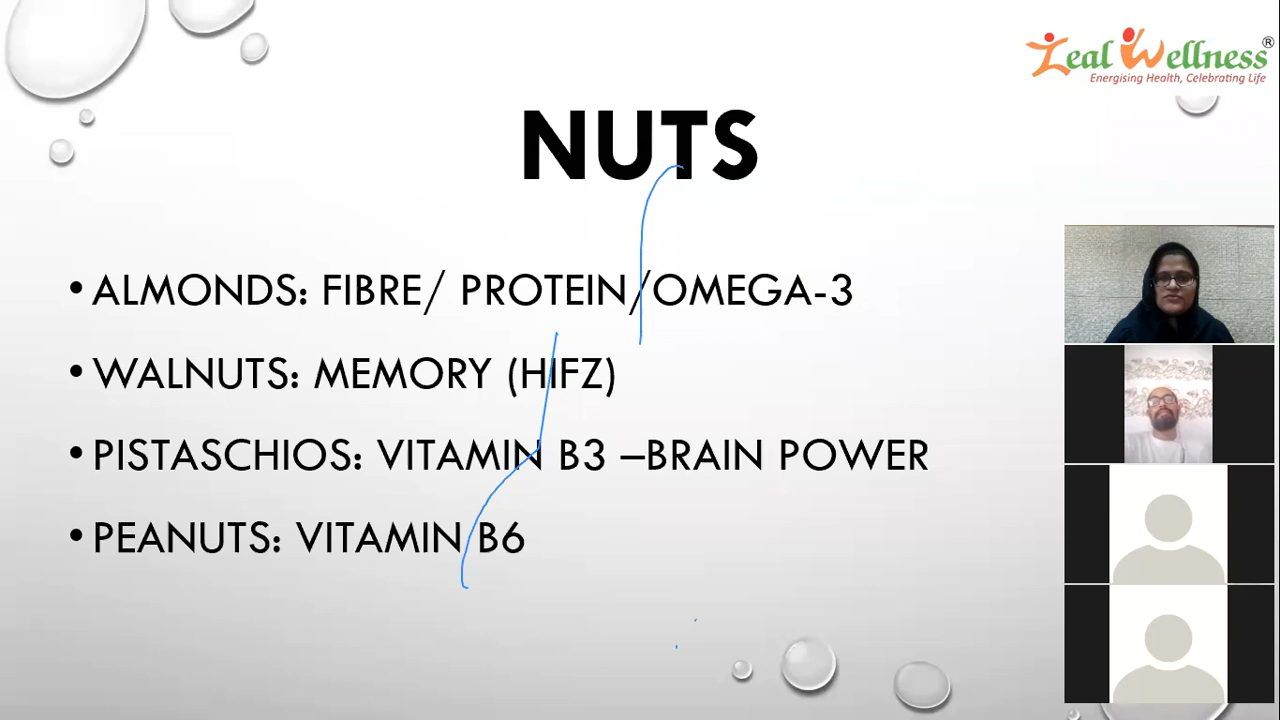 Zeal Wellness®
Energising Health, Celebrating Life
NUTS
• ALMONDS: FIBRE/ PROTEIN/OMEGA-3
• WALNUTS: MEMORY (HIFZ)
• PISTASCHIOS: VITAMIN B3 –BRAIN POWER
• PEANUTS: VITAMIN B6